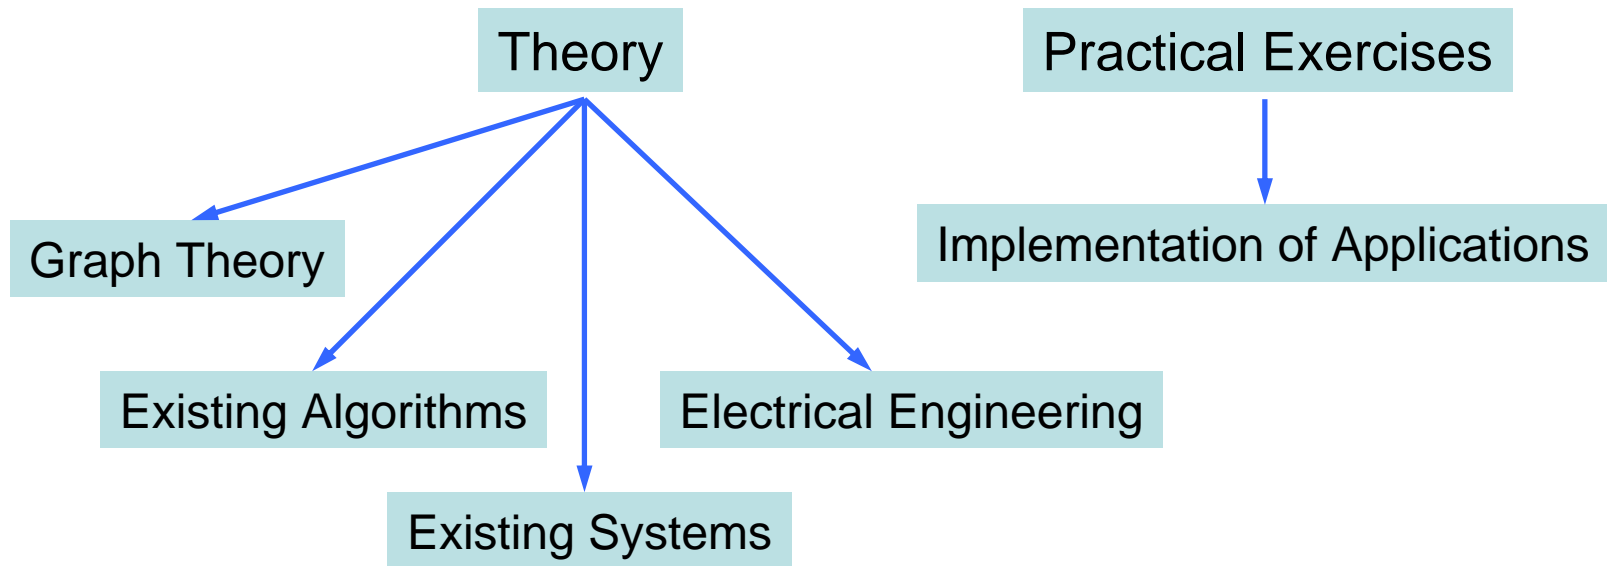 Theory
Practical Exercises
Graph Theory
Implementation of Applications
Existing Algorithms
Electrical Engineering
Existing Systems